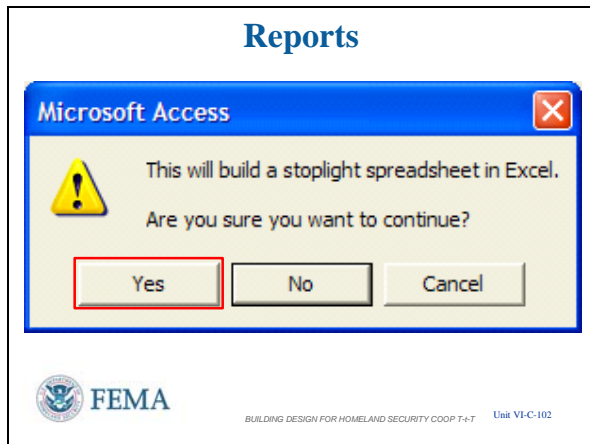 Reports
Microsoft Access
This will build a stoplight spreadsheet in Excel.
Are you sure you want to continue?
Yes No Cancel
FEMA
BUILDING DESIGN FOR HOMELAND SECURITY COOP T-t-T Unit VI-C-102